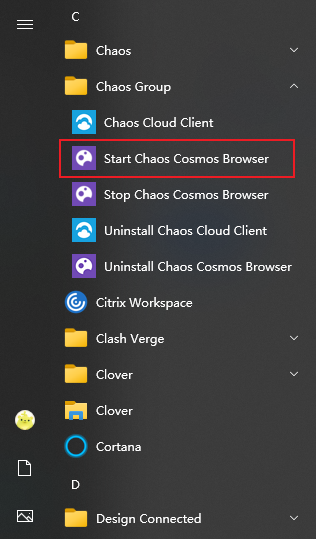 C
Chaos
Chaos Group
Chaos Cloud Client
Start Chaos Cosmos Browser
Stop Chaos Cosmos Browser
Uninstall Chaos Cloud Client
Uninstall Chaos Cosmos Browser
Citrix Workspace
Clash Verge
Clover
Clover
Cortana
D
Design Connected